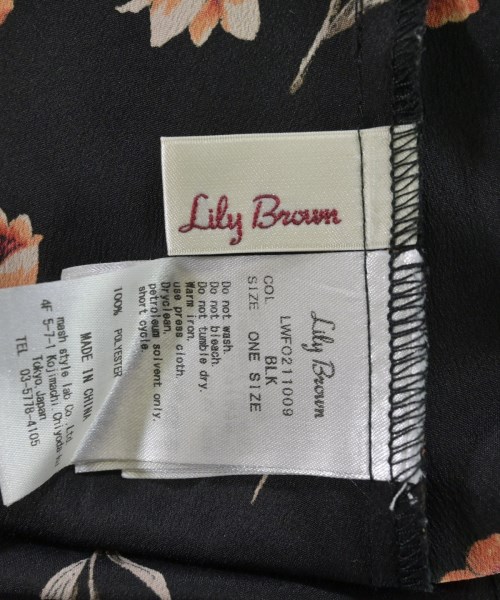 Lily Brown
Lily Brown
LWFO211009
COL BLK
SIZE ONE SIZE
Do not wash.
Do not bleach.
Do not tumble dry.
Warm iron.
use press cloth.
Dryclean.
petroleum solvent only.
short cycle.
100% POLYESTER
MADE IN CHINA
mash style lab Co.,Ltd.
4F 5-7-1 Kojimachi Chiyoda
Tokyo, Japan
TEL 03-5778-4105